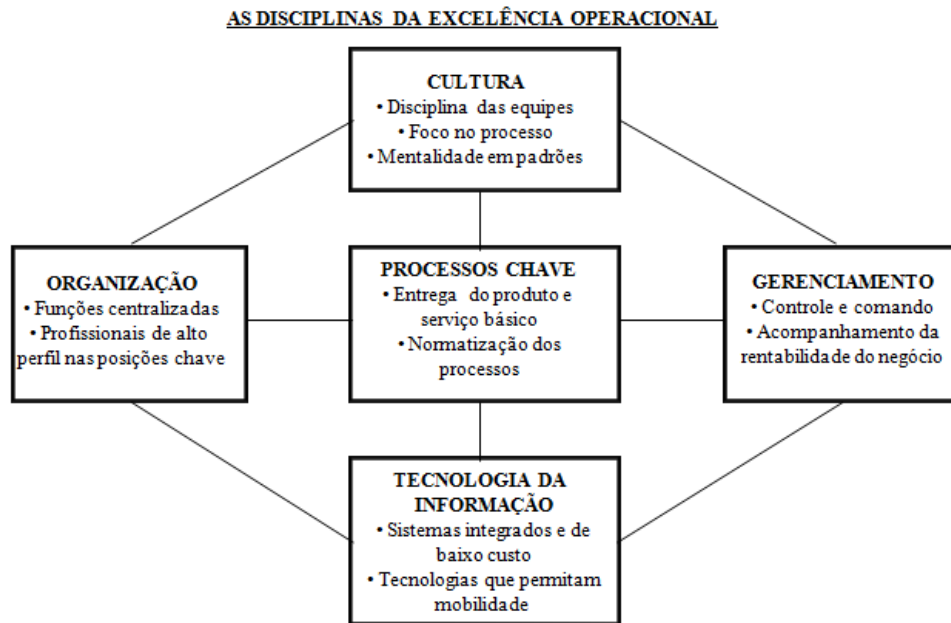 AS DISCIPLINAS DA EXCELÊNCIA OPERACIONAL
CULTURA
• Disciplina das equipes
• Foco no processo
• Mentalidade em padrões
ORGANIZAÇÃO
• Funções centralizadas
• Profissionais de alto
perfil nas posições chave
PROCESSOS CHAVE
• Entrega do produto e
serviço básico
• Normatização dos
processos
GERENCIAMENTO
• Controle e comando
• Acompanhamento da
rentabilidade do negócio
TECNOLOGIA DA
INFORMAÇÃO
• Sistemas integrados e de
baixo custo
• Tecnologias que permitam
mobilidade